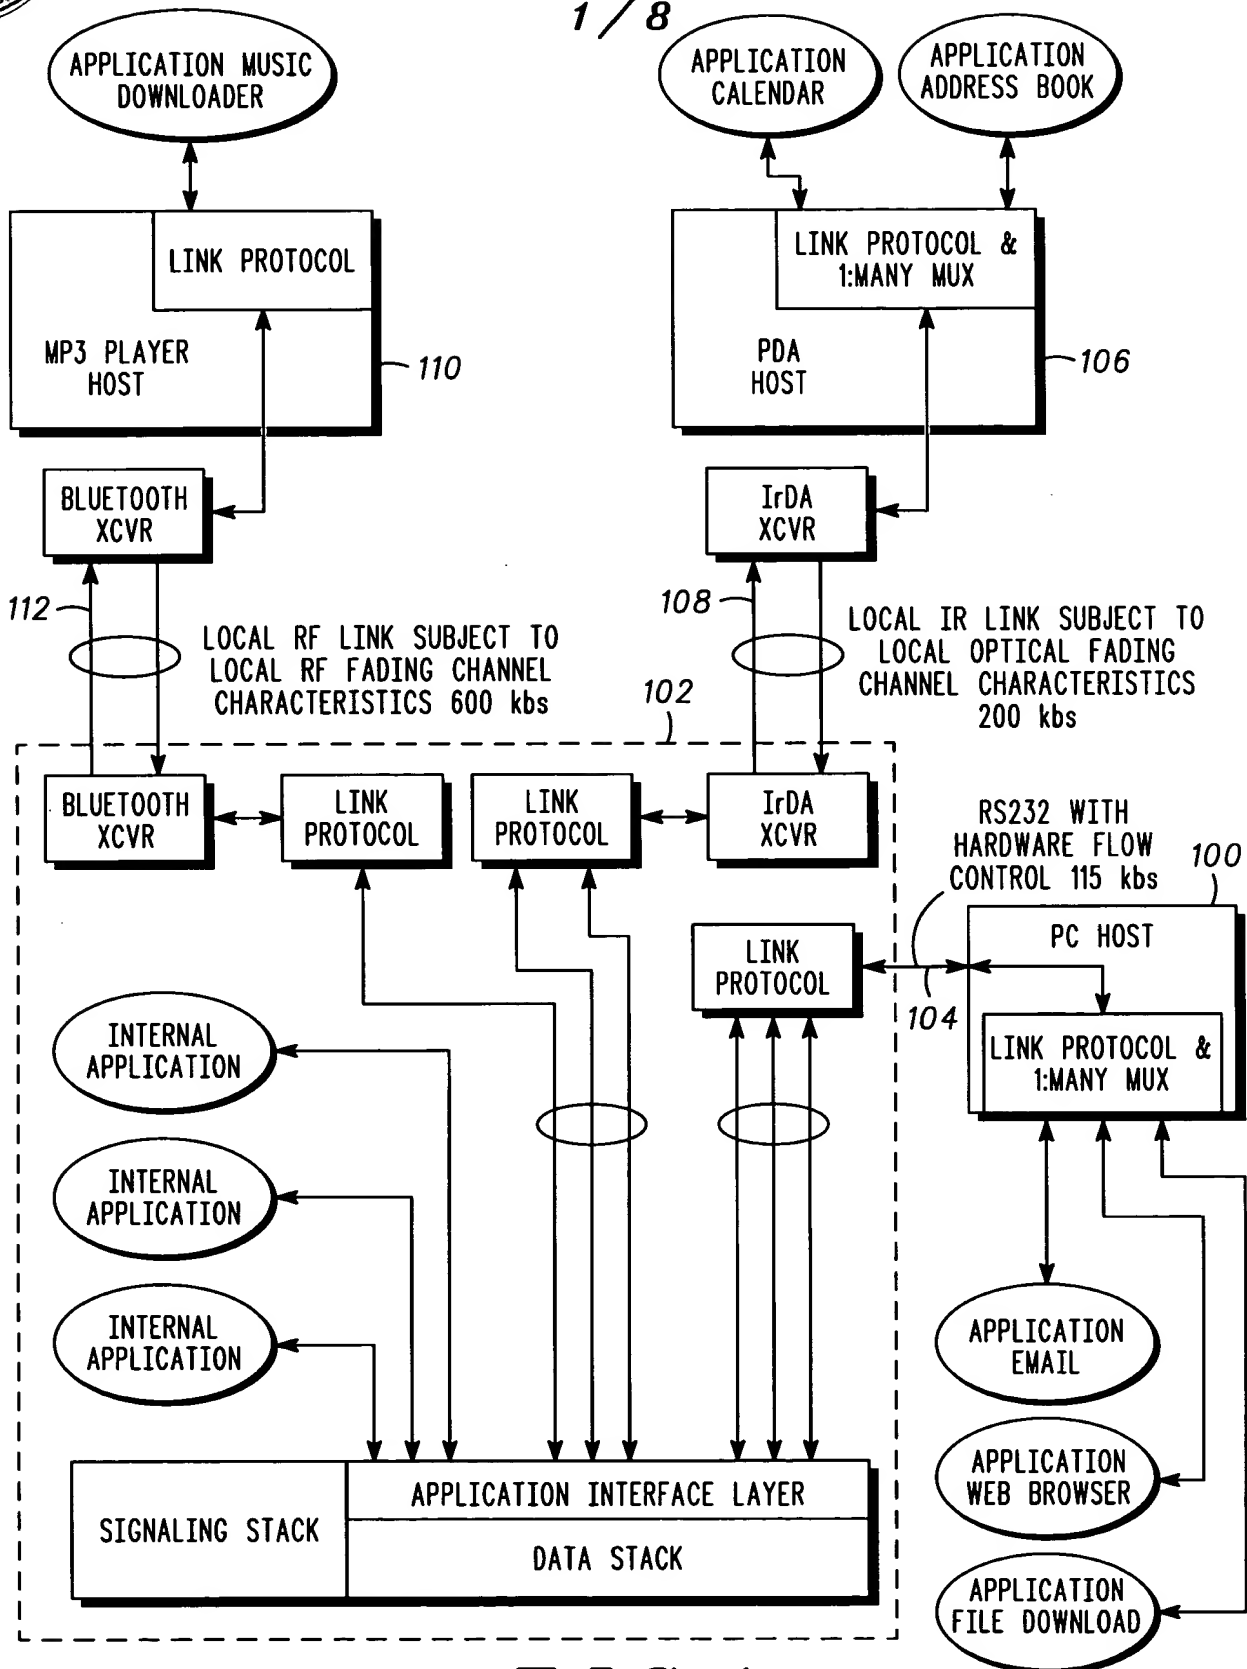 1/8
APPLICATION MUSIC
DOWNLOADER
APPLICATION
CALENDAR
APPLICATION
ADDRESS BOOK
LINK PROTOCOL
MP3 PLAYER
HOST
110
LINK PROTOCOL &
1:MANY MUX
PDA
HOST
106
BLUETOOTH
XCVR
IrDA
XCVR
112
LOCAL RF LINK SUBJECT TO
LOCAL RF FADING CHANNEL
CHARACTERISTICS 600 kbs
108
LOCAL IR LINK SUBJECT TO
LOCAL OPTICAL FADING
CHANNEL CHARACTERISTICS
200 kbs
102
BLUETOOTH
XCVR
LINK
PROTOCOL
LINK
PROTOCOL
IrDA
XCVR
RS232 WITH
HARDWARE FLOW
CONTROL 115 kbs
100
LINK
PROTOCOL
104
PC HOST
LINK PROTOCOL &
1:MANY MUX
INTERNAL
APPLICATION
INTERNAL
APPLICATION
INTERNAL
APPLICATION
APPLICATION
EMAIL
APPLICATION
WEB BROWSER
APPLICATION
FILE DOWNLOAD
SIGNALING STACK
APPLICATION INTERFACE LAYER
DATA STACK